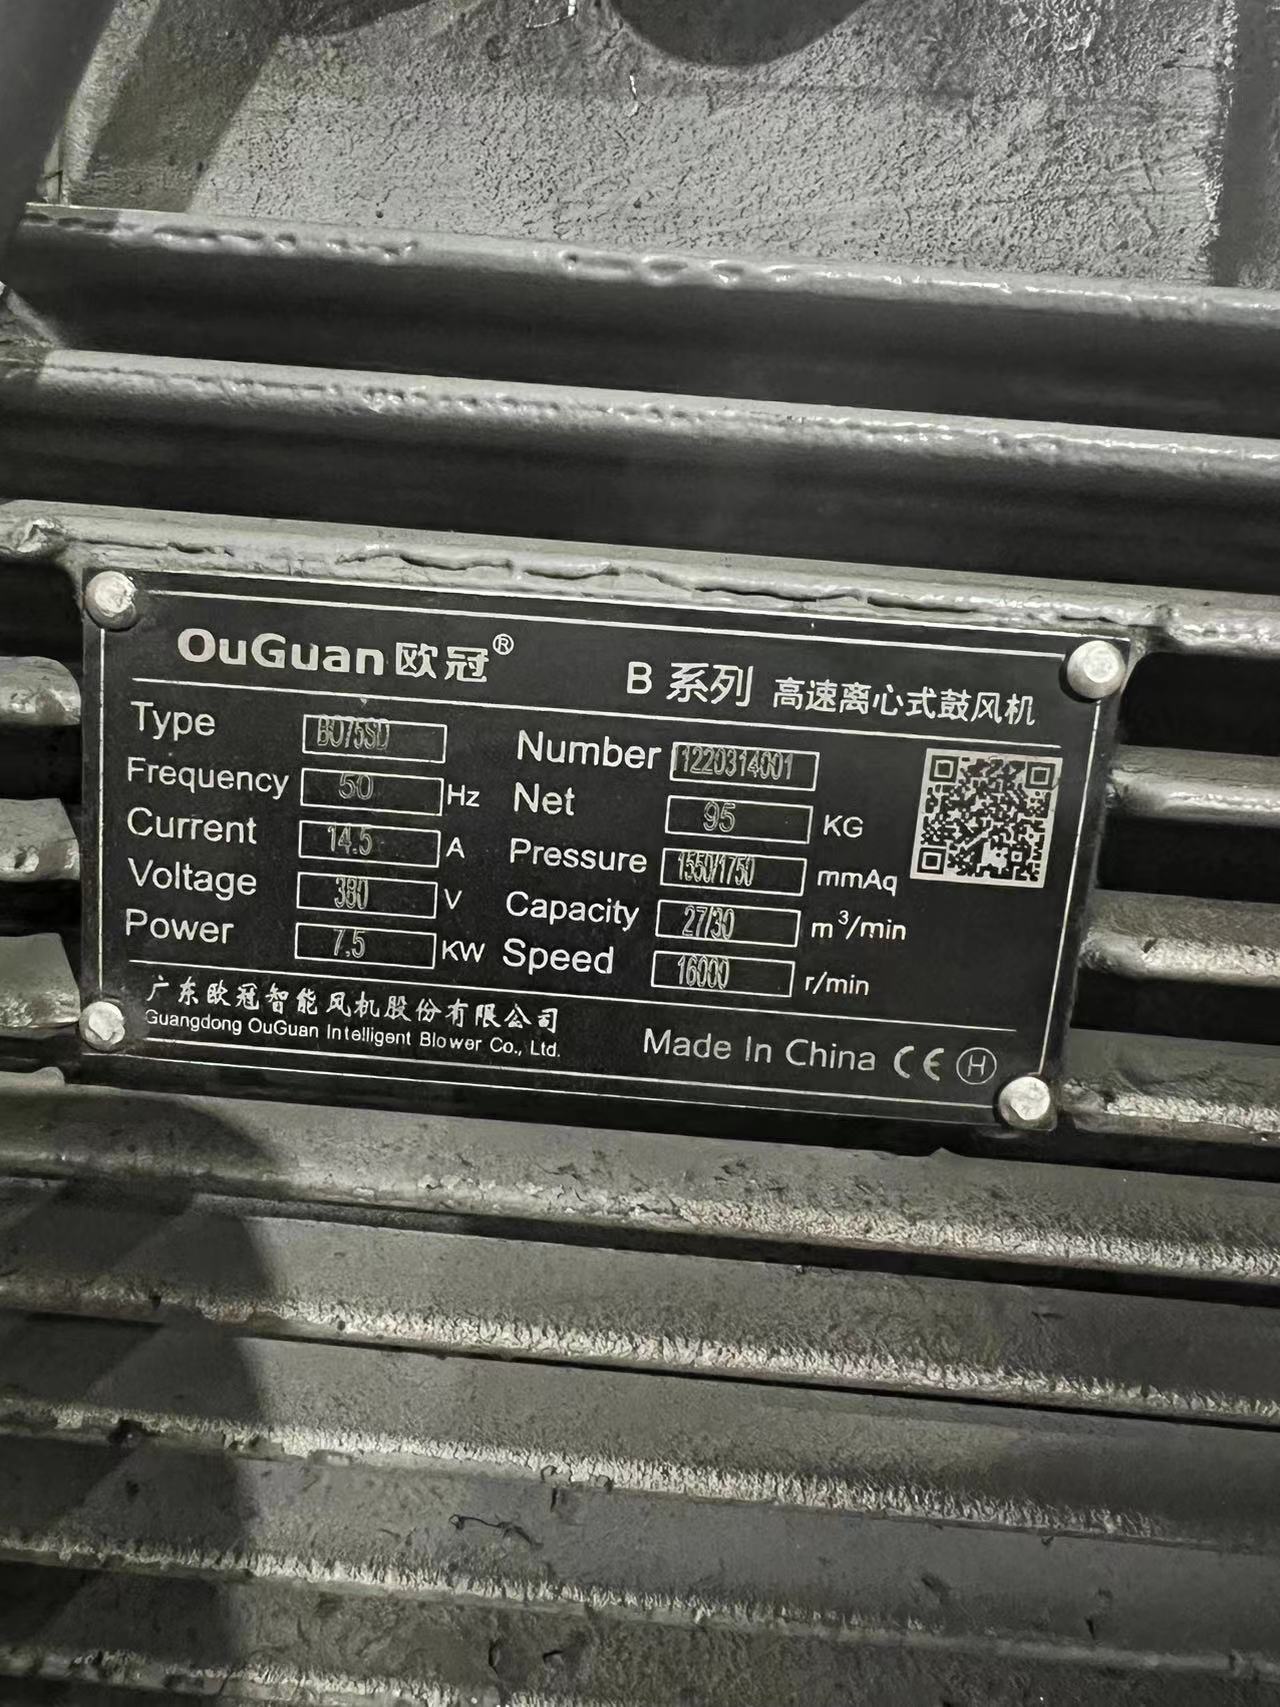 OuGuan欧冠® B 系列 高速离心式鼓风机
Type BO75SD Number 1220314001
Frequency 50 Hz Net 95 KG
Current 14.5 A Pressure 1550/1750 mmAq
Voltage 380 V Capacity 27/30 m³/min
Power 7.5 KW Speed 16000 r/min
广东欧冠智能风机股份有限公司
Guangdong OuGuan Intelligent Blower Co., Ltd.
Made In China CE H